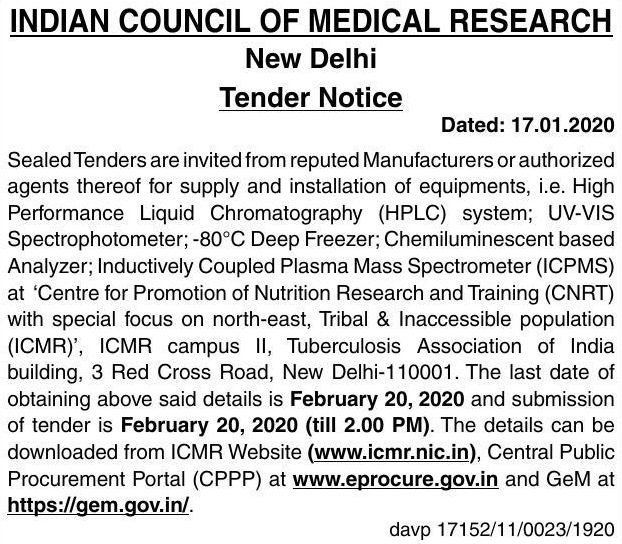 INDIAN COUNCIL OF MEDICAL RESEARCH
New Delhi
Tender Notice
Dated: 17.01.2020
Sealed Tenders are invited from reputed Manufacturers or authorized
agents thereof for supply and installation of equipments, i.e. High
Performance Liquid Chromatography (HPLC) system; UV-VIS
Spectrophotometer; -80°C Deep Freezer; Chemiluminescent based
Analyzer; Inductively Coupled Plasma Mass Spectrometer (ICPMS)
at ‘Centre for Promotion of Nutrition Research and Training (CNRT)
with special focus on north-east, Tribal & Inaccessible population
(ICMR)’, ICMR campus II, Tuberculosis Association of India
building, 3 Red Cross Road, New Delhi-110001. The last date of
obtaining above said details is February 20, 2020 and submission
of tender is February 20, 2020 (till 2.00 PM). The details can be
downloaded from ICMR Website (www.icmr.nic.in), Central Public
Procurement Portal (CPPP) at www.eprocure.gov.in and GeM at
https://gem.gov.in/.
davp 17152/11/0023/1920